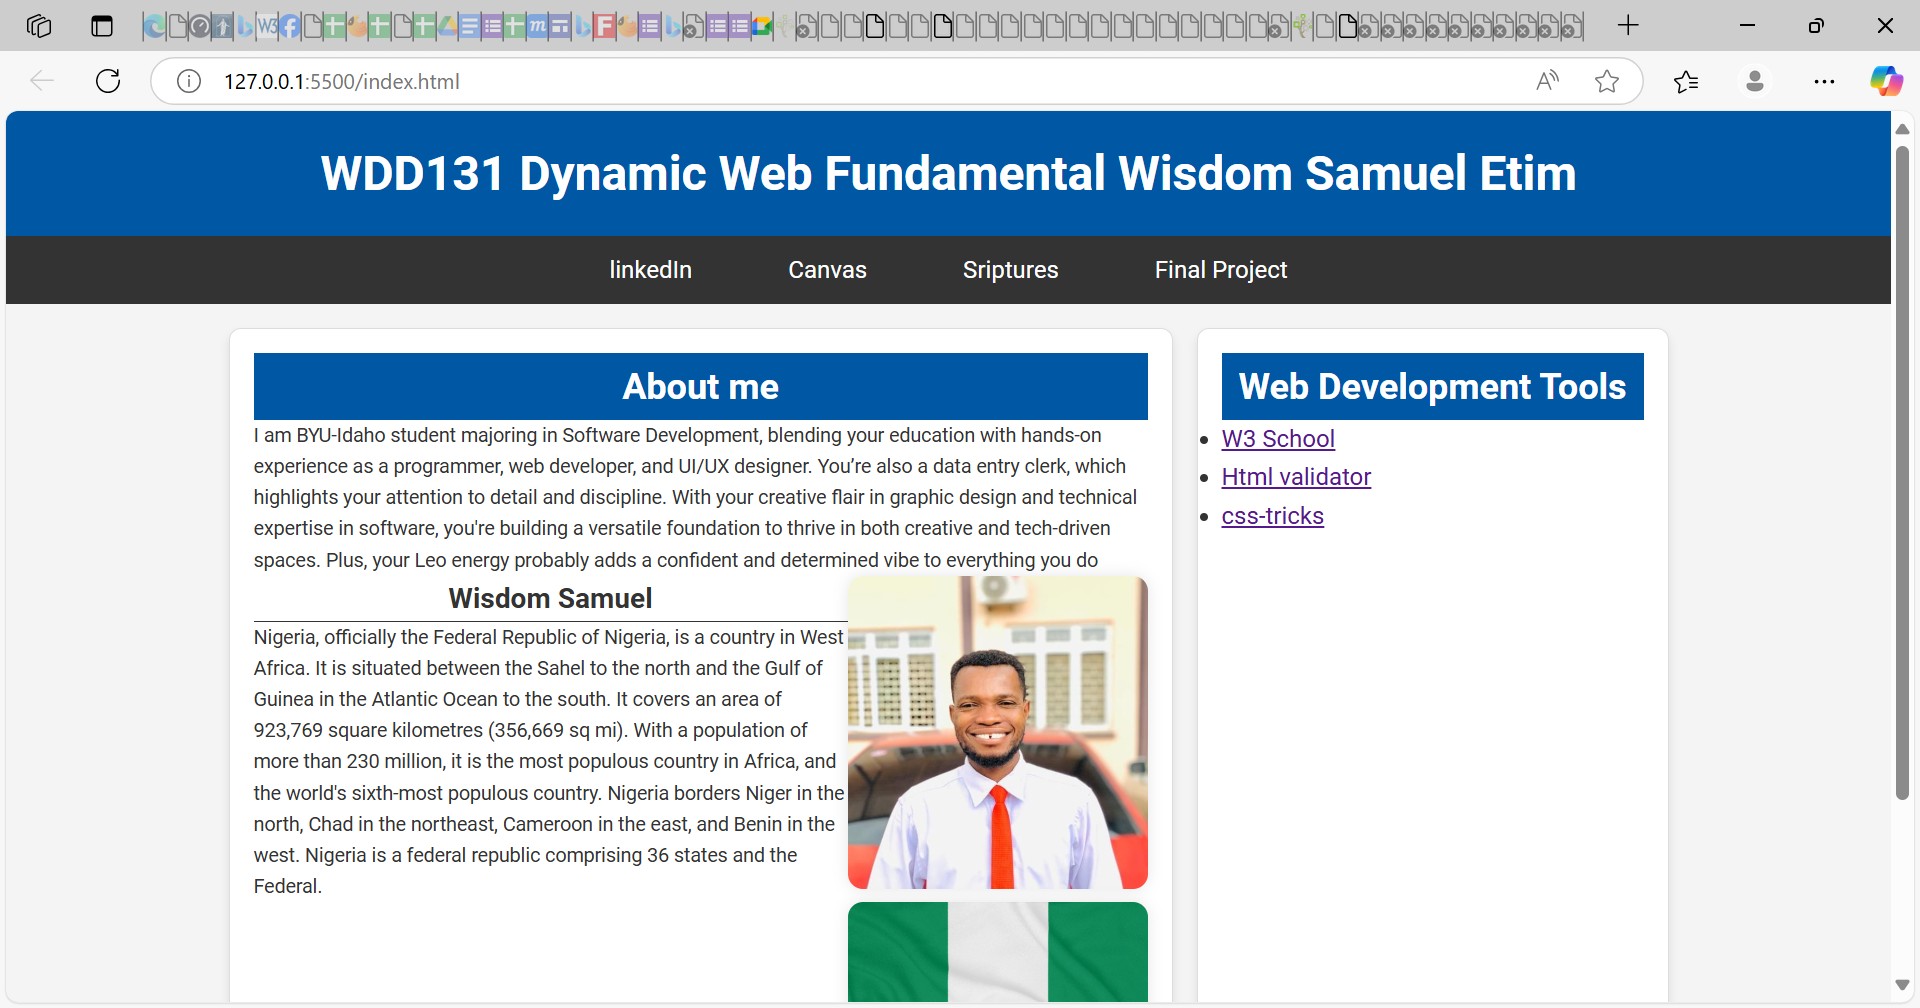 127.0.0.1:5500/index.html
WDD131 Dynamic Web Fundamental Wisdom Samuel Etim
linkedIn
Canvas
Sriptures
Final Project
About me
I am BYU-Idaho student majoring in Software Development, blending your education with hands-on
experience as a programmer, web developer, and UI/UX designer. You’re also a data entry clerk, which
highlights your attention to detail and discipline. With your creative flair in graphic design and technical
expertise in software, you're building a versatile foundation to thrive in both creative and tech-driven
spaces. Plus, your Leo energy probably adds a confident and determined vibe to everything you do
Wisdom Samuel
Nigeria, officially the Federal Republic of Nigeria, is a country in West
Africa. It is situated between the Sahel to the north and the Gulf of
Guinea in the Atlantic Ocean to the south. It covers an area of
923,769 square kilometres (356,669 sq mi). With a population of
more than 230 million, it is the most populous country in Africa, and
the world's sixth-most populous country. Nigeria borders Niger in the
north, Chad in the northeast, Cameroon in the east, and Benin in the
west. Nigeria is a federal republic comprising 36 states and the
Federal.
Web Development Tools
W3 School
Html validator
css-tricks